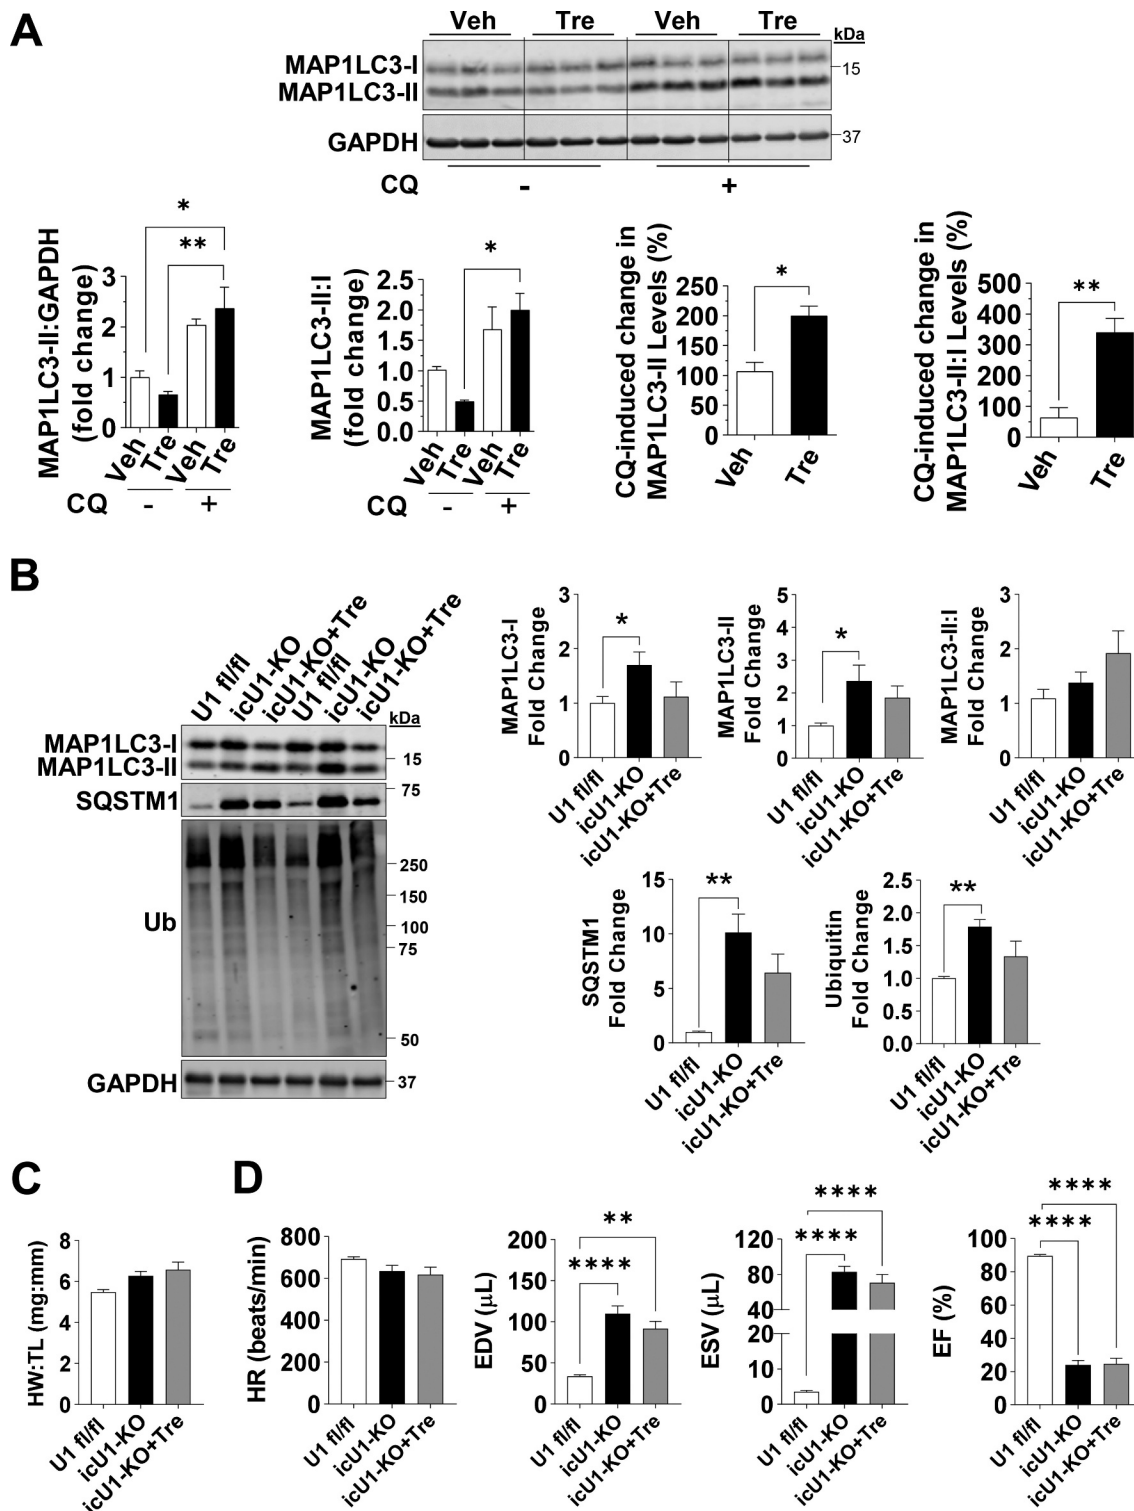 A
Veh Tre Veh Tre
kDa
MAP1LC3-I
15
MAP1LC3-II
GAPDH
37
CQ - +
MAP1LC3-II:GAPDH
(fold change)
3
2
1
0
*
**
Veh Tre Veh Tre
CQ - +
MAP1LC3-II:I
(fold change)
2.5
2.0
1.5
1.0
0.5
0.0
*
Veh Tre Veh Tre
CQ - +
CQ-induced change in
MAP1LC3-II Levels (%)
250
200
150
100
50
0
*
Veh Tre
CQ-induced change in
MAP1LC3-II:I Levels (%)
500
400
300
200
100
0
**
Veh Tre
B
U1 fl/fl icU1-KO icU1-KO+Tre U1 fl/fl icU1-KO icU1-KO+Tre
kDa
MAP1LC3-I
15
MAP1LC3-II
75
SQSTM1
250
150
Ub
100
75
50
GAPDH
37
MAP1LC3-I
Fold Change
3
2
1
0
*
U1 fl/fl icU1-KO icU1-KO+Tre
MAP1LC3-II
Fold Change
5
4
3
2
1
0
*
U1 fl/fl icU1-KO icU1-KO+Tre
MAP1LC3-II:I
Fold Change
3
2
1
0
U1 fl/fl icU1-KO icU1-KO+Tre
SQSTM1
Fold Change
15
10
5
0
**
U1 fl/fl icU1-KO icU1-KO+Tre
Ubiquitin
Fold Change
2.5
2.0
1.5
1.0
0.5
0.0
**
U1 fl/fl icU1-KO icU1-KO+Tre
C
HW:TL (mg:mm)
8
6
4
2
0
U1 fl/fl icU1-KO icU1-KO+Tre
D
HR (beats/min)
800
600
400
200
0
U1 fl/fl icU1-KO icU1-KO+Tre
EDV (μL)
200
150
100
50
0
**
****
U1 fl/fl icU1-KO icU1-KO+Tre
ESV (μL)
120
80
40
20
10
0
****
****
U1 fl/fl icU1-KO icU1-KO+Tre
EF (%)
100
80
60
40
20
0
****
****
U1 fl/fl icU1-KO icU1-KO+Tre